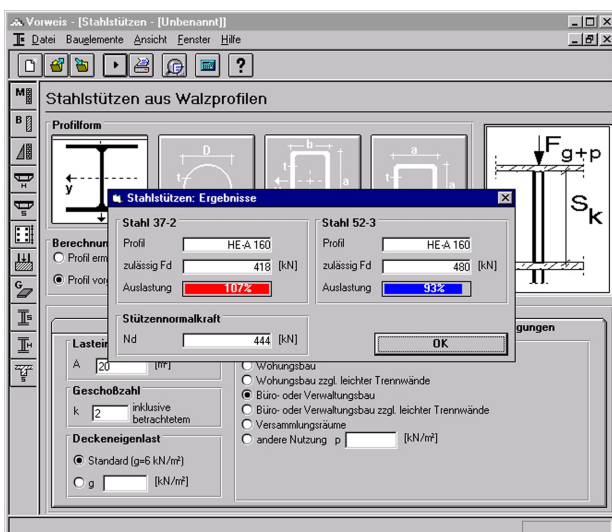 Vorweis - [Stahlstützen - [Unbenannt]]
Datei Bauelemente Ansicht Fenster Hilfe
Stahlstützen aus Walzprofilen
Profilform
y
D
t
b
t
a
a
t
F g+p
S k
M
B
H
S
G
S
H
S
Stahlstützen: Ergebnisse
Stahl 37-2
Profil HE-A 160
zulässig Fd 418 [kN]
Auslastung 107%
Stahl 52-3
Profil HE-A 160
zulässig Fd 480 [kN]
Auslastung 93%
Stützennormalkraft
Nd 444 [kN]
OK
Berechnun
Profil erm
Profil vor
gungen
Lasteir
A 20 [m²]
Geschoßzahl
k 2 inklusive
betrachtetem
Deckeneigenlast
Standard (g=6 kN/m²)
g [kN/m²]
Wohungsbau
Wohungsbau zzgl. leichter Trennwände
Büro- oder Verwaltungsbau
Büro- oder Verwaltungsbau zzgl. leichter Trennwände
Versammlungsräume
andere Nutzung p [kN/m²]